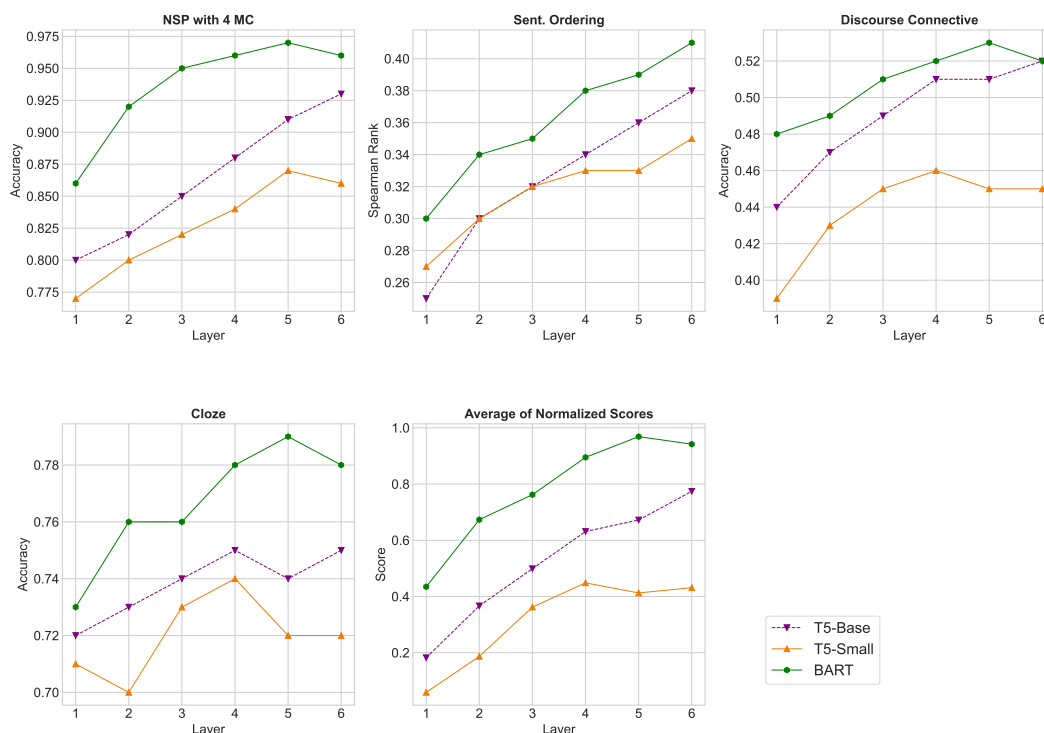 NSP with 4 MC
0.975
0.950
0.925
0.900
0.875
0.850
0.825
0.800
0.775
Accuracy
1 2 3 4 5 6
Layer
Sent. Ordering
0.40
0.38
0.36
0.34
0.32
0.30
0.28
0.26
Spearman Rank
1 2 3 4 5 6
Layer
Discourse Connective
0.52
0.50
0.48
0.46
0.44
0.42
0.40
Accuracy
1 2 3 4 5 6
Layer
Cloze
0.78
0.76
0.74
0.72
0.70
Accuracy
1 2 3 4 5 6
Layer
Average of Normalized Scores
1.0
0.8
0.6
0.4
0.2
Score
1 2 3 4 5 6
Layer
T5-Base
T5-Small
BART